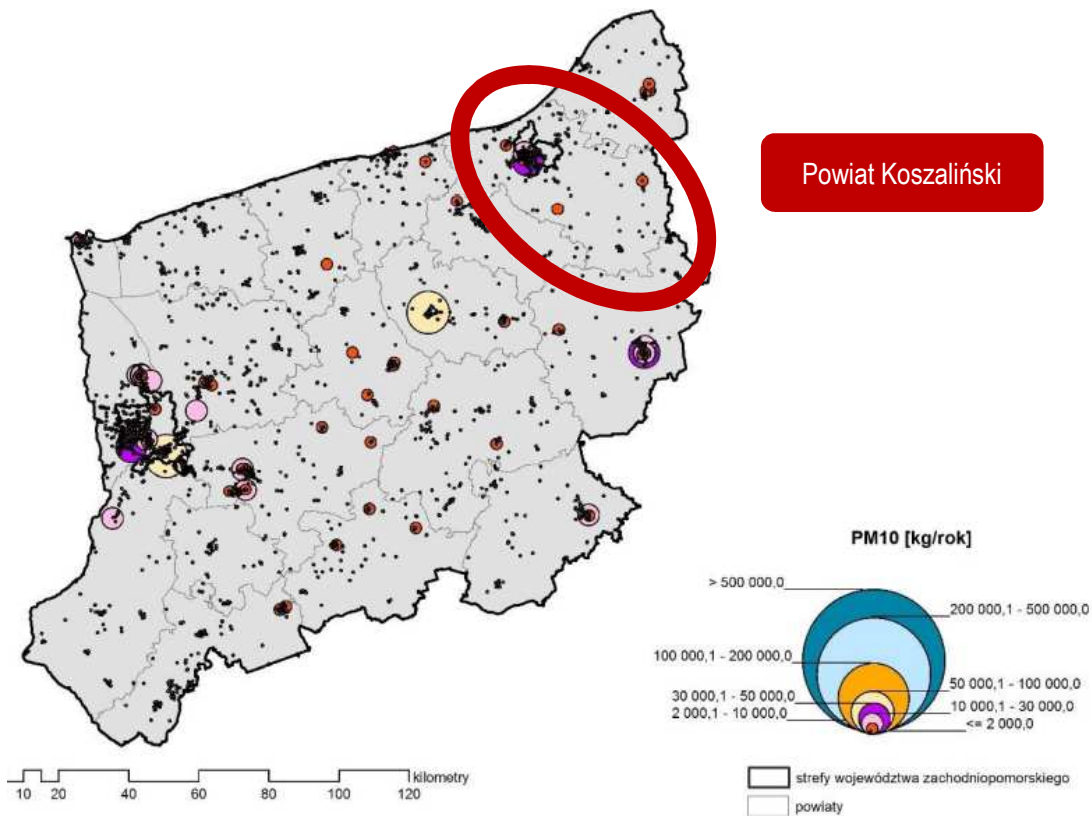 Powiat Koszaliński
PM10 [kg/rok]
> 500 000,0
200 000,1 - 500 000,0
100 000,1 - 200 000,0
50 000,1 - 100 000,0
30 000,1 - 50 000,0
10 000,1 - 30 000,0
2 000,1 - 10 000,0
<= 2 000,0
kilometry
10 20 40 60 80 100 120
strefy województwa zachodniopomorskiego
powiaty